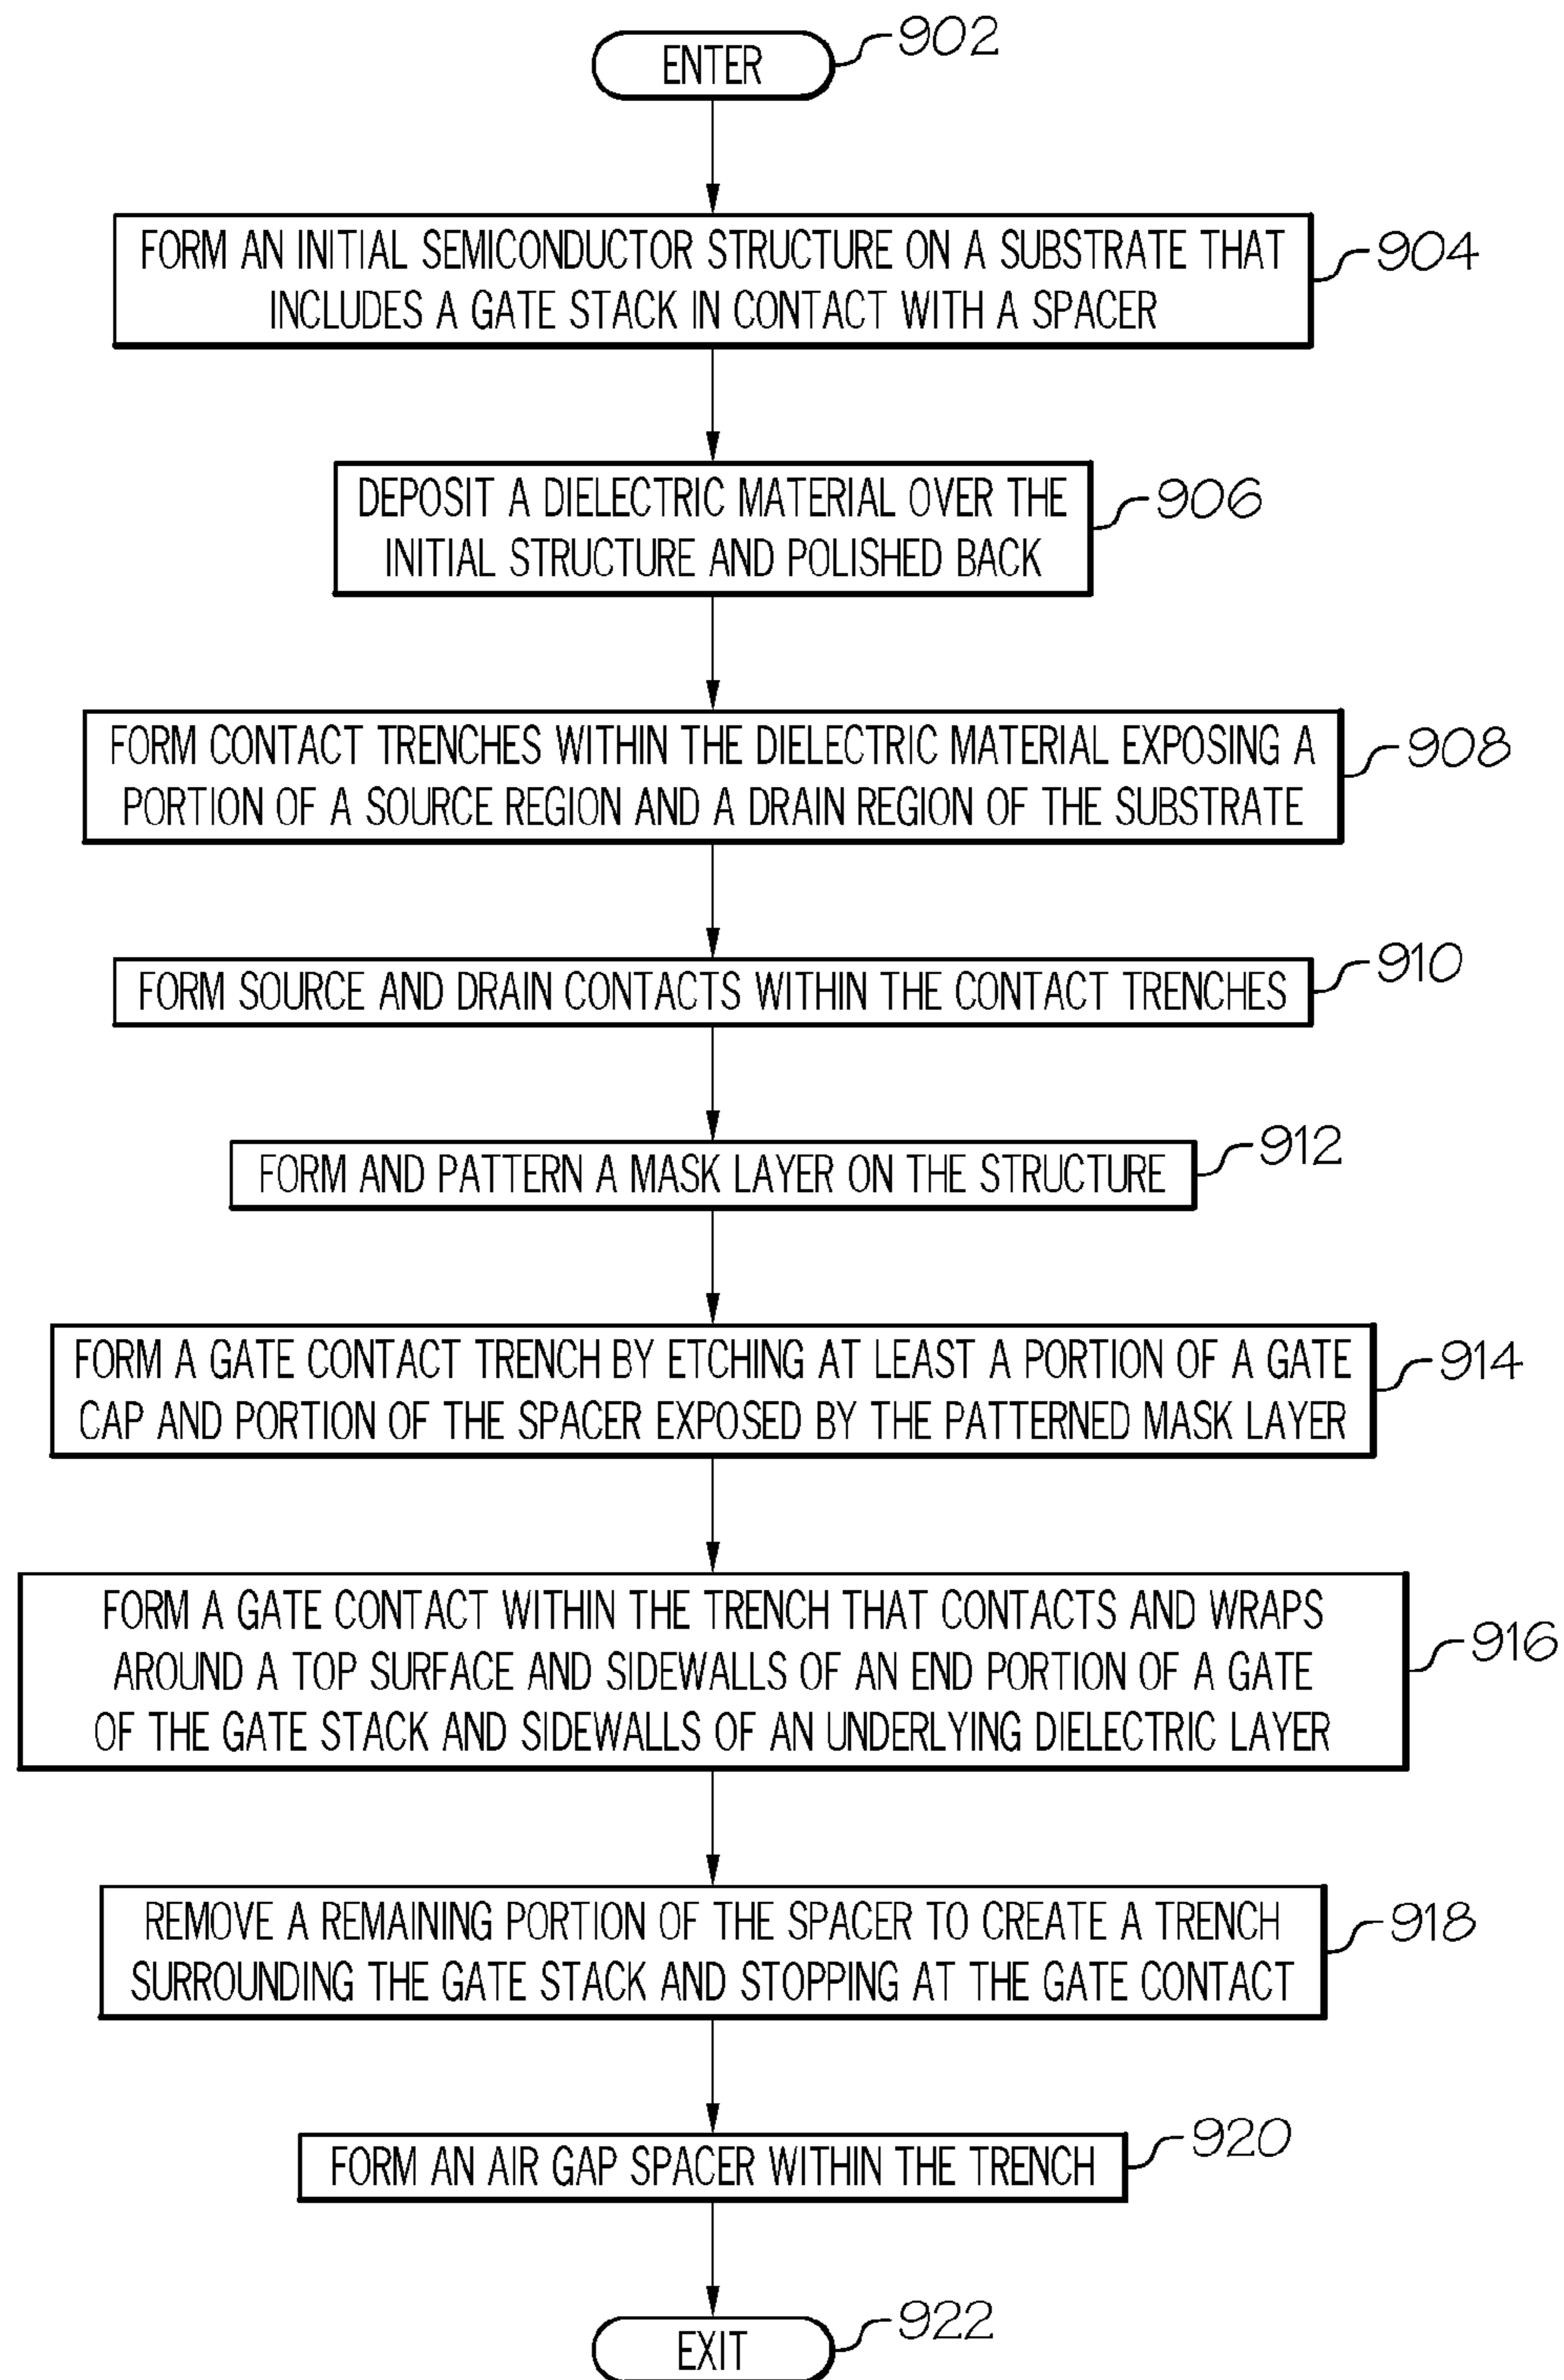 ENTER
902
FORM AN INITIAL SEMICONDUCTOR STRUCTURE ON A SUBSTRATE THAT
INCLUDES A GATE STACK IN CONTACT WITH A SPACER
904
DEPOSIT A DIELECTRIC MATERIAL OVER THE
INITIAL STRUCTURE AND POLISHED BACK
906
FORM CONTACT TRENCHES WITHIN THE DIELECTRIC MATERIAL EXPOSING A
PORTION OF A SOURCE REGION AND A DRAIN REGION OF THE SUBSTRATE
908
FORM SOURCE AND DRAIN CONTACTS WITHIN THE CONTACT TRENCHES
910
FORM AND PATTERN A MASK LAYER ON THE STRUCTURE
912
FORM A GATE CONTACT TRENCH BY ETCHING AT LEAST A PORTION OF A GATE
CAP AND PORTION OF THE SPACER EXPOSED BY THE PATTERNED MASK LAYER
914
FORM A GATE CONTACT WITHIN THE TRENCH THAT CONTACTS AND WRAPS
AROUND A TOP SURFACE AND SIDEWALLS OF AN END PORTION OF A GATE
OF THE GATE STACK AND SIDEWALLS OF AN UNDERLYING DIELECTRIC LAYER
916
REMOVE A REMAINING PORTION OF THE SPACER TO CREATE A TRENCH
SURROUNDING THE GATE STACK AND STOPPING AT THE GATE CONTACT
918
FORM AN AIR GAP SPACER WITHIN THE TRENCH
920
EXIT
922